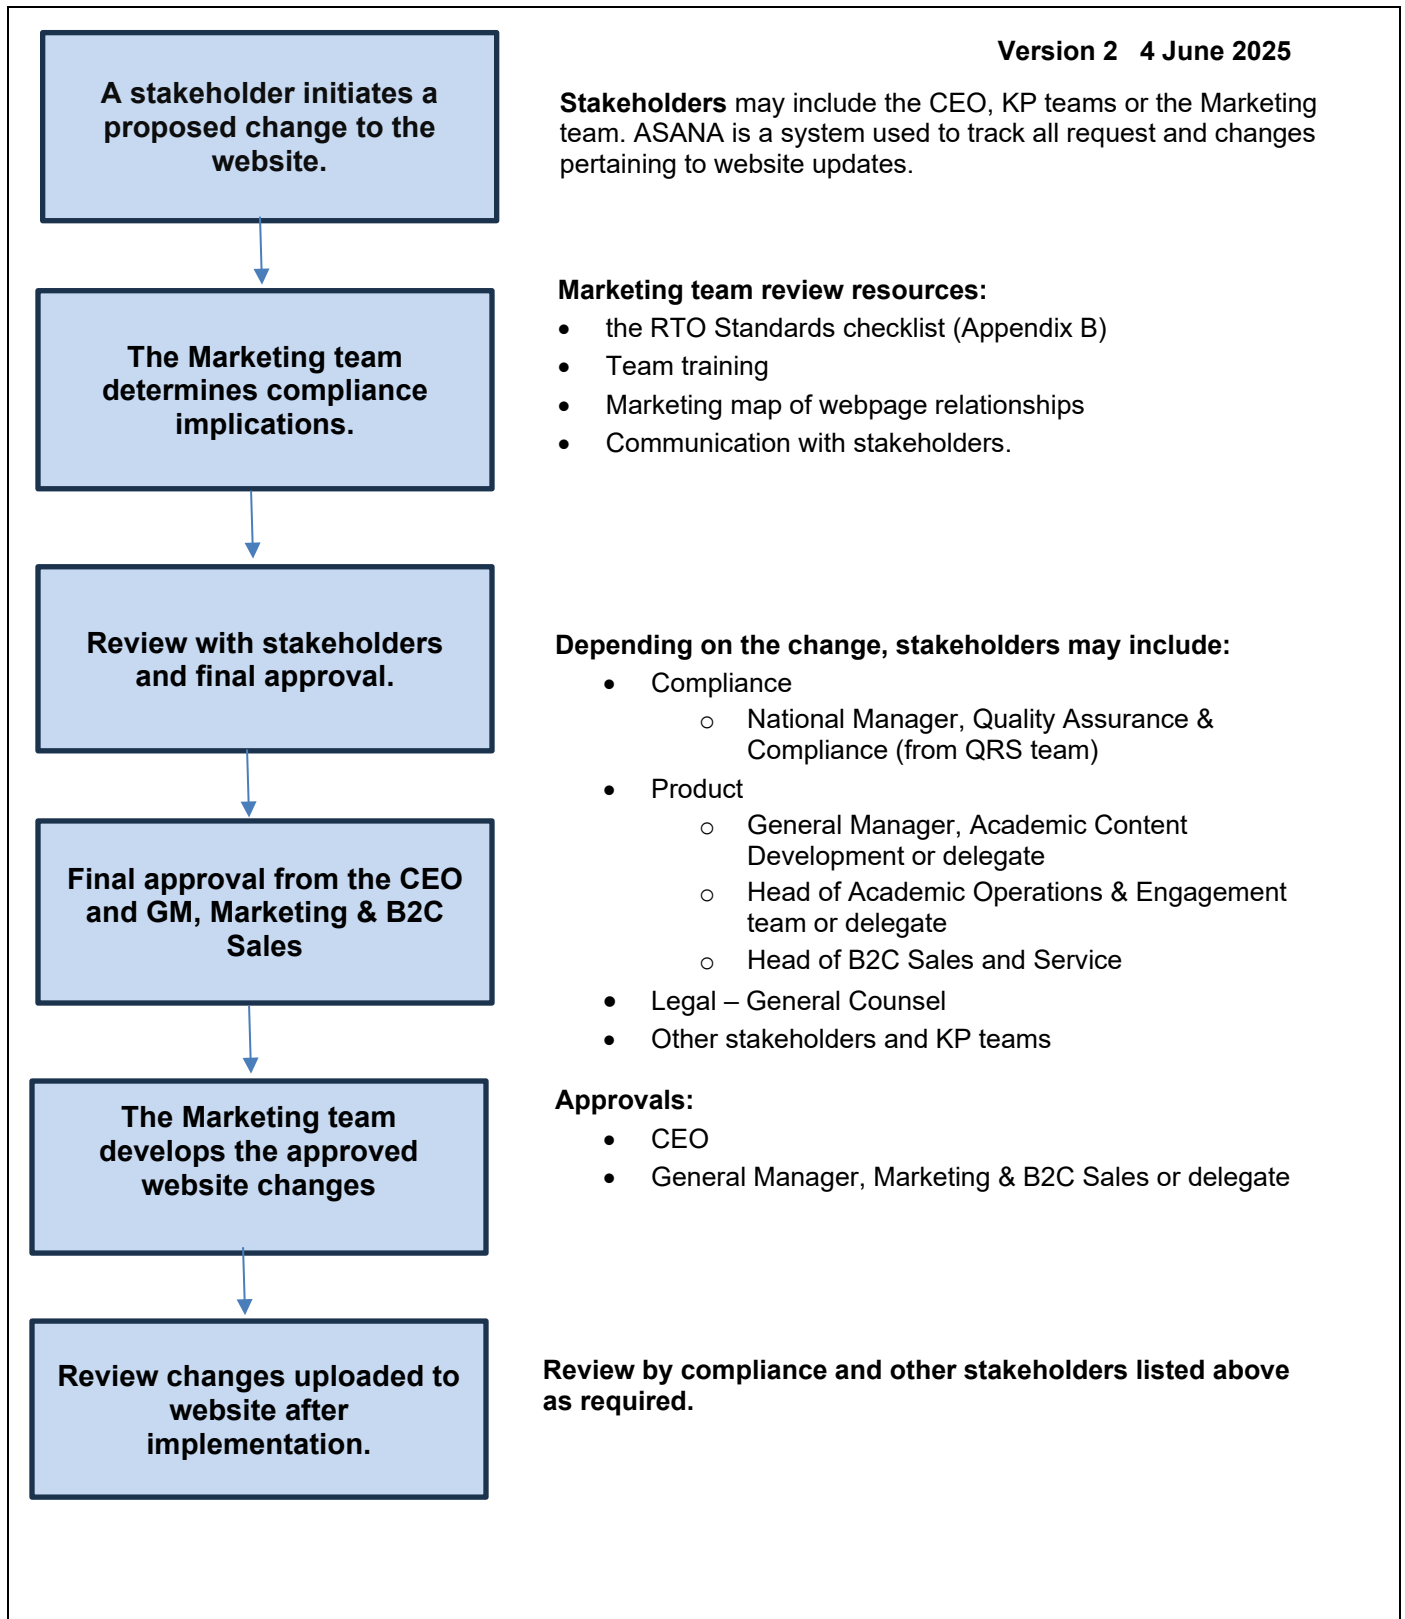 Version 2 4 June 2025
A stakeholder initiates a
proposed change to the
website.
Stakeholders may include the CEO, KP teams or the Marketing
team. ASANA is a system used to track all request and changes
pertaining to website updates.
The Marketing team
determines compliance
implications.
Marketing team review resources:
• the RTO Standards checklist (Appendix B)
• Team training
• Marketing map of webpage relationships
• Communication with stakeholders.
Review with stakeholders
and final approval.
Depending on the change, stakeholders may include:
• Compliance
o National Manager, Quality Assurance &
Compliance (from QRS team)
• Product
o General Manager, Academic Content
Development or delegate
o Head of Academic Operations & Engagement
team or delegate
o Head of B2C Sales and Service
• Legal – General Counsel
• Other stakeholders and KP teams
Final approval from the CEO
and GM, Marketing & B2C
Sales
Approvals:
• CEO
• General Manager, Marketing & B2C Sales or delegate
The Marketing team
develops the approved
website changes
Review changes uploaded to
website after
implementation.
Review by compliance and other stakeholders listed above
as required.